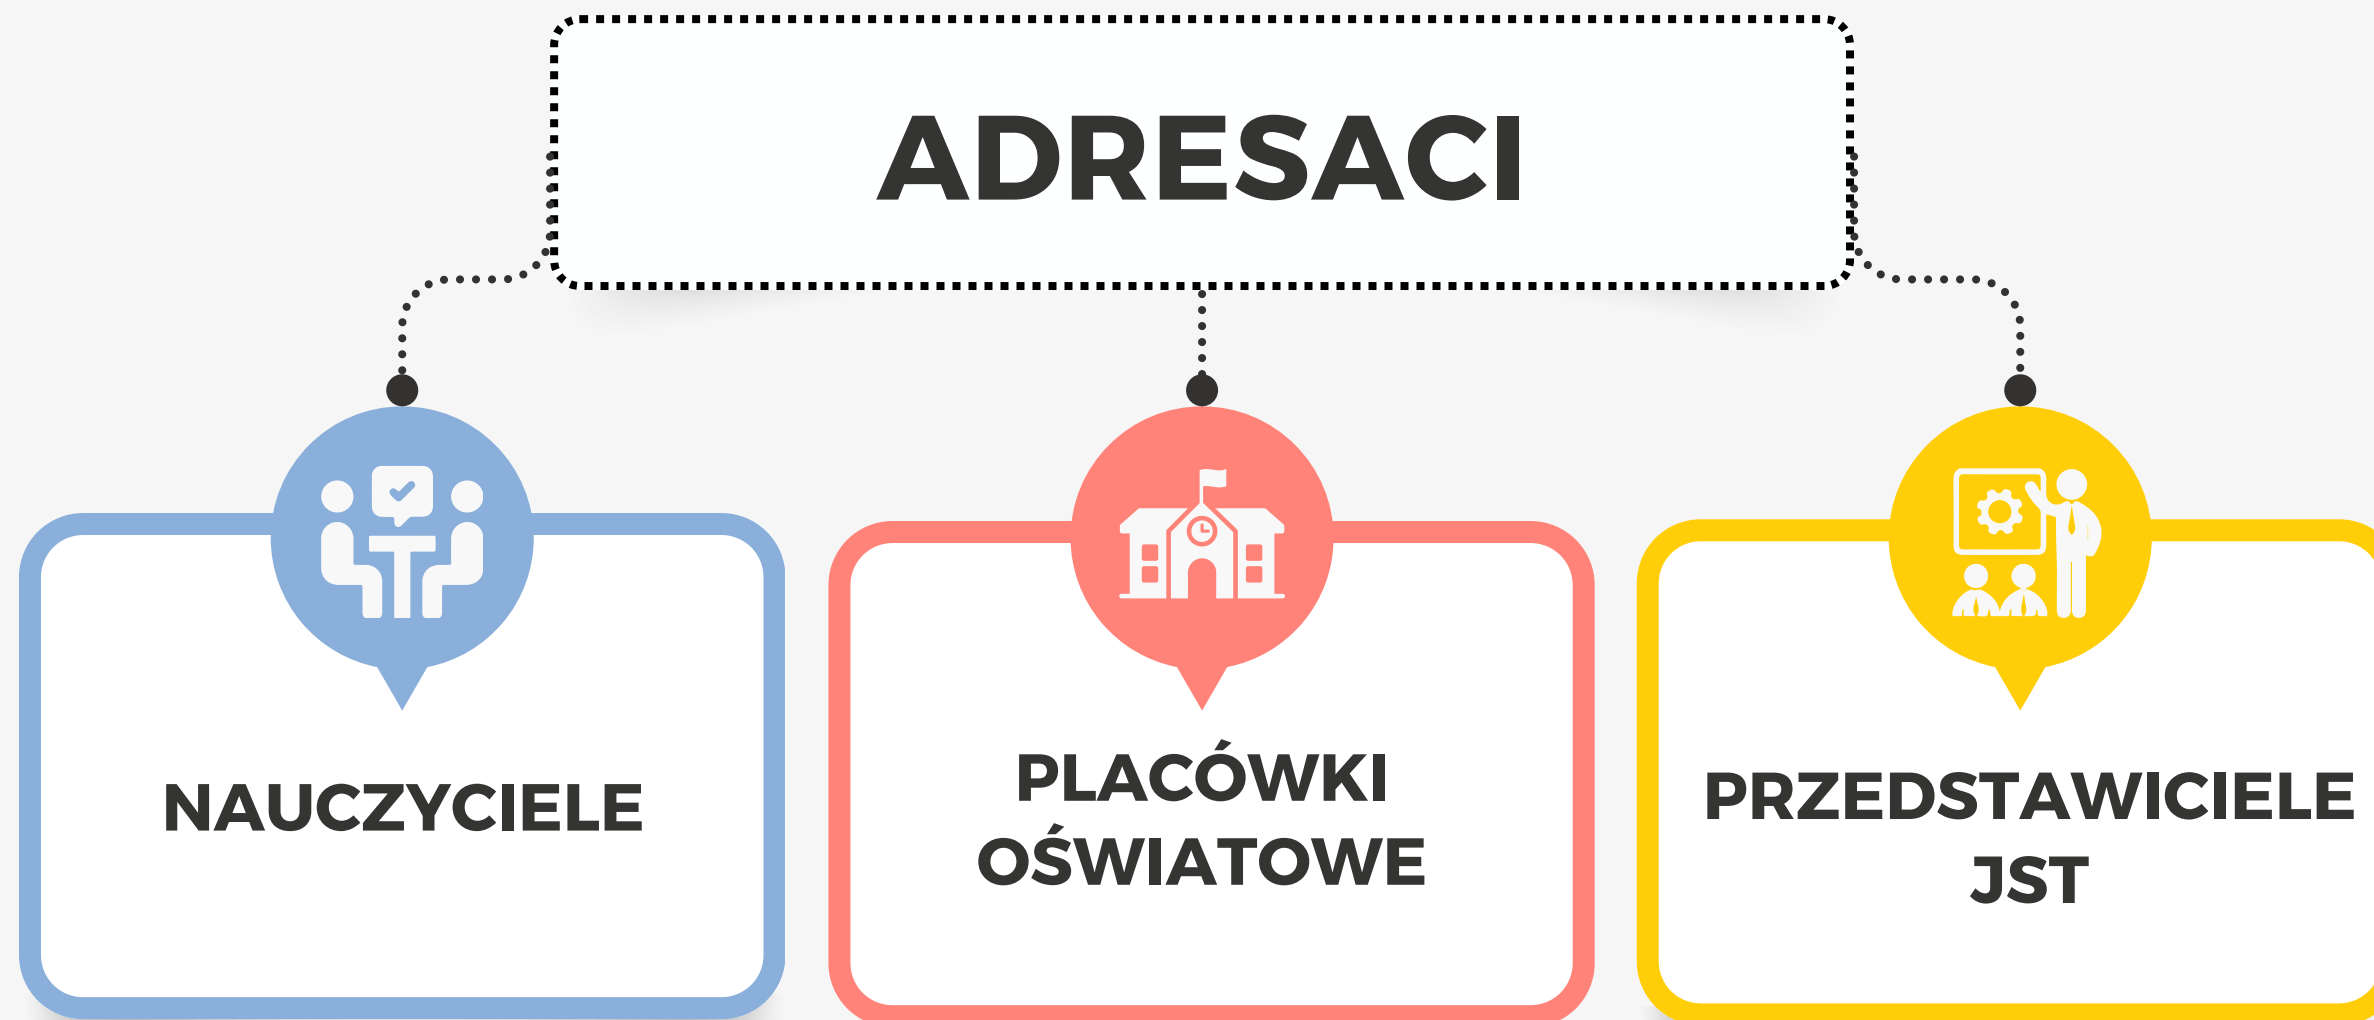 ADRESACI
NAUCZYCIELE
PLACÓWKI
OŚWIATOWE
PRZEDSTAWICIELE
JST